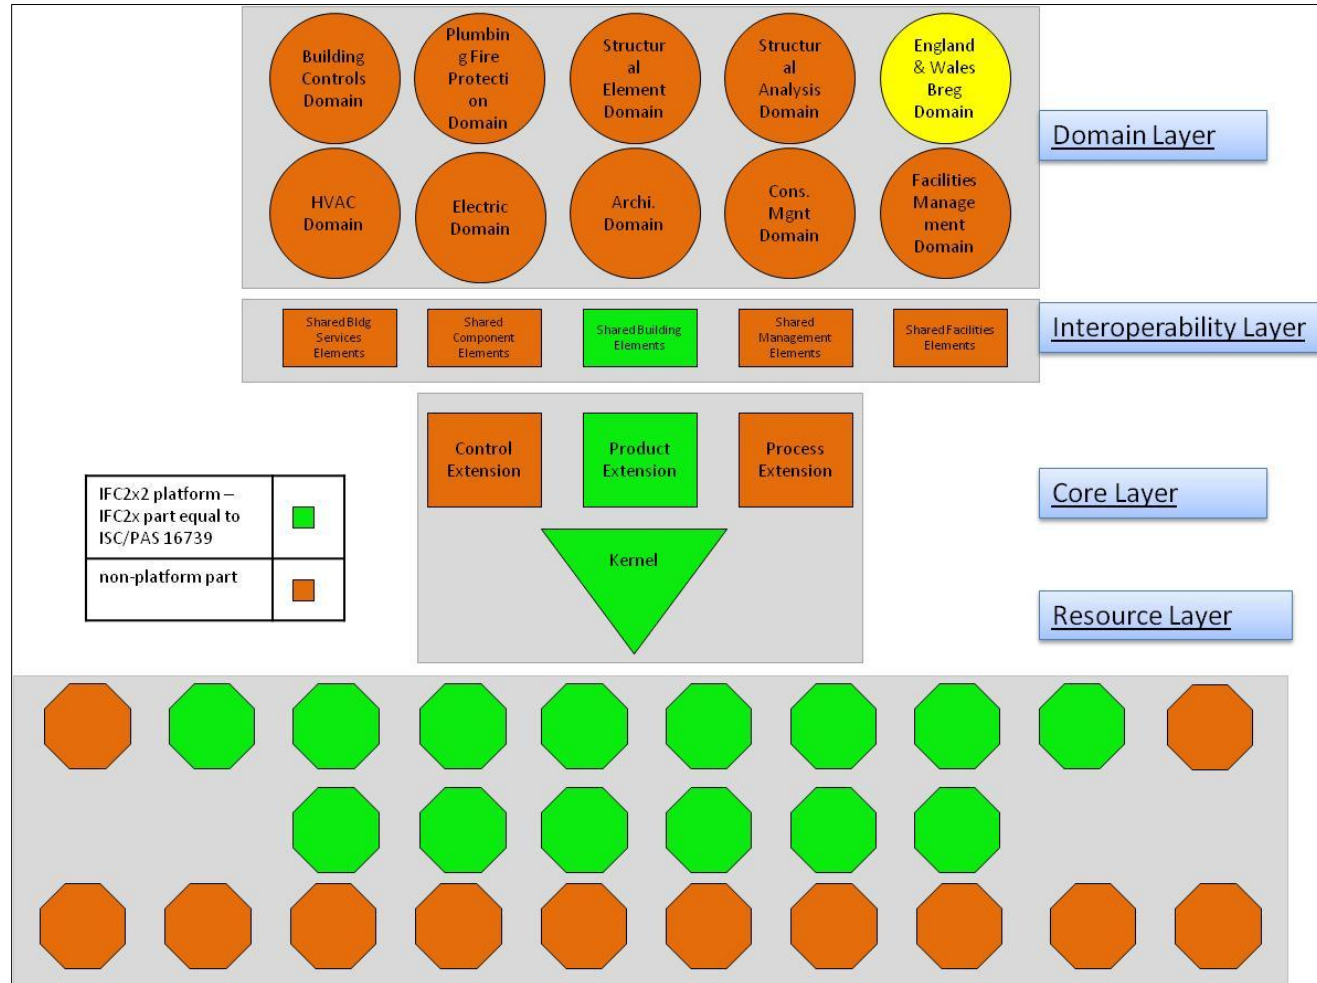 Building
Controls
Domain
Plumbin
g Fire
Protecti
on
Domain
Structur
al
Element
Domain
Structur
al
Analysis
Domain
England
& Wales
Breg
Domain
Domain Layer
HVAC
Domain
Electric
Domain
Archi.
Domain
Cons.
Mgnt
Domain
Facilities
Manage
ment
Domain
Shared Bldg
Services
Elements
Shared
Component
Elements
Shared Building
Elements
Shared
Management
Elements
Shared Facilities
Elements
Interoperability Layer
Control
Extension
Product
Extension
Process
Extension
Core Layer
IFC2x2 platform –
IFC2x part equal to
ISC/PAS 16739
non-platform part
Kernel
Resource Layer